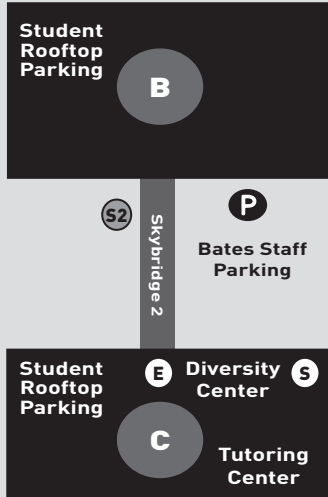 Student
Rooftop
Parking
B
S2
Skybridge 2
P
Bates Staff
Parking
Student
Rooftop
Parking
E
Diversity
Center
S
C
Tutoring
Center